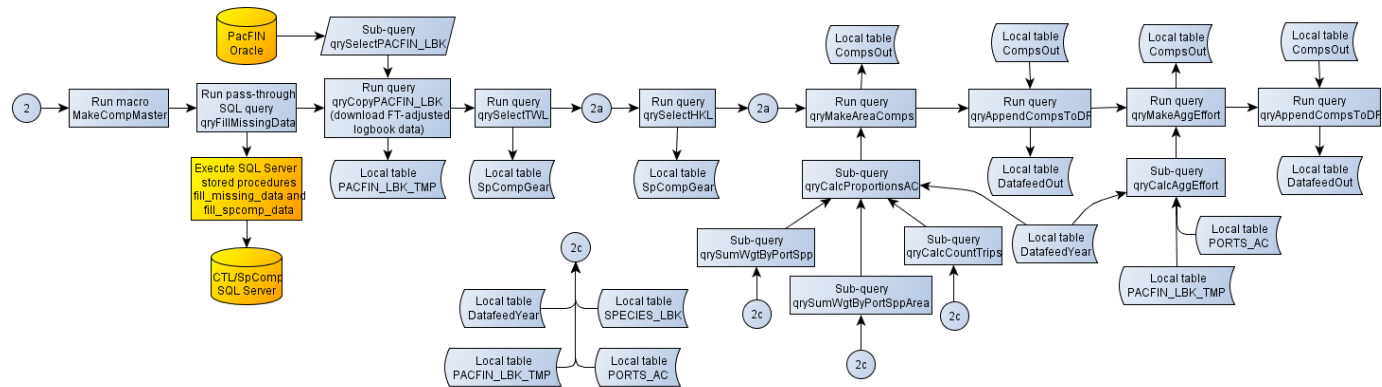 PacFIN
Oracle
Sub-query
qrySelectPACFIN_LBK
Local table
CompsOut
Local table
CompsOut
Local table
CompsOut
Local table
CompsOut
2
Run macro
MakeCompMaster
Run pass-through
SQL query
qryFillMissingData
Run query
qryCopyPACFIN_LBK
(download FT-adjusted
logbook data)
Run query
qrySelectTWL
2a
Run query
qrySelectHKL
2a
Run query
qryMakeAreaComps
Run query
qryAppendCompsToDF
Run query
qryMakeAggEffort
Run query
qryAppendCompsToDF
Execute SQL Server
stored procedures
fill_missing_data and
fill_spcomp_data
Local table
PACFIN_LBK_TMP
Local table
SpCompGear
Local table
SpCompGear
Sub-query
qryCalcProportionsAC
Local table
DatafeedOut
Sub-query
qryCalcAggEffort
Local table
DatafeedOut
CTL/SpComp
SQL Server
2c
Sub-query
qrySumWgtByPortSpp
Sub-query
qryCalcCountTrips
Local table
DatafeedYear
Local table
PORTS_AC
Local table
DatafeedYear
Local table
SPECIES_LBK
2c
Sub-query
qrySumWgtByPortSppArea
2c
Local table
PACFIN_LBK_TMP
Local table
PACFIN_LBK_TMP
Local table
PORTS_AC
2c